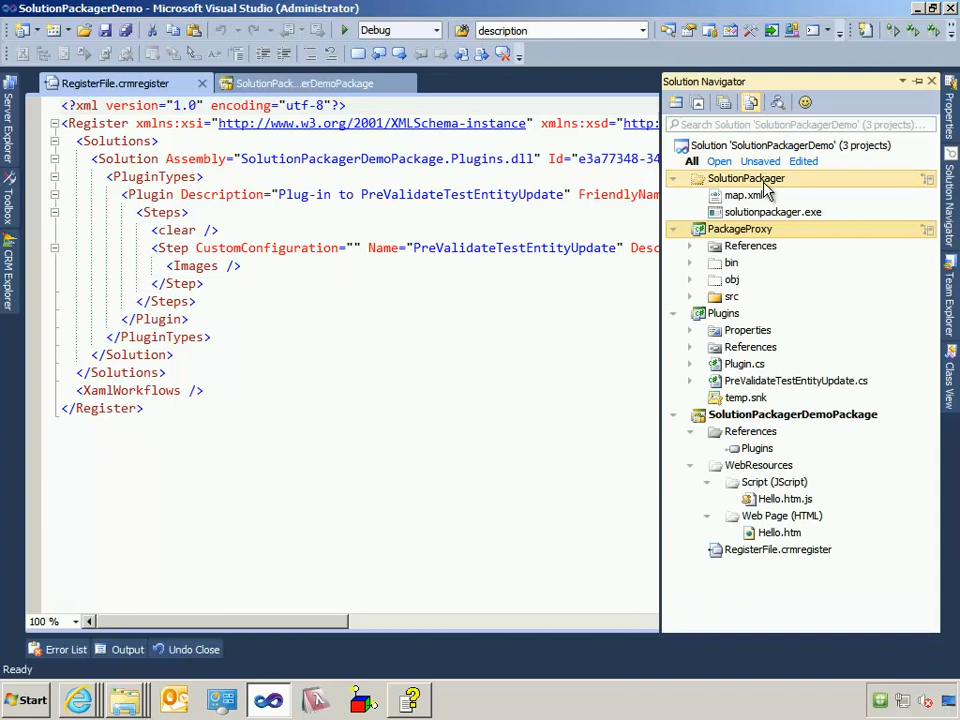 SolutionPackagerDemo - Microsoft Visual Studio (Administrator)
Debug
description
RegisterFile.crmregister
SolutionPack...erDemoPackage
<?xml version="1.0" encoding="utf-8"?>
<Register xmlns:xsi="http://www.w3.org/2001/XMLSchema-instance" xmlns:xsd="http:
<Solutions>
<Solution Assembly="SolutionPackagerDemoPackage.Plugins.dll" Id="e3a77348-34
<PluginTypes>
<Plugin Description="Plug-in to PreValidateTestEntityUpdate" FriendlyName
<Steps>
<clear />
<Step CustomConfiguration="" Name="PreValidateTestEntityUpdate" Desc
<Images />
</Step>
</Steps>
</Plugin>
</PluginTypes>
</Solution>
</Solutions>
<XamlWorkflows />
</Register>
100 %
Error List
Output
Undo Close
Ready
Start
Server Explorer
Toolbox
CRM Explorer
Solution Navigator
Search Solution 'SolutionPackagerDemo' (3 projects)...
Solution 'SolutionPackagerDemo' (3 projects)
All Open Unsaved Edited
SolutionPackager
map.xml
solutionpackager.exe
PackageProxy
References
bin
obj
src
Plugins
Properties
References
Plugin.cs
PreValidateTestEntityUpdate.cs
temp.snk
SolutionPackagerDemoPackage
References
Plugins
WebResources
Script (JScript)
Hello.htm.js
Web Page (HTML)
Hello.htm
RegisterFile.crmregister
Properties
Solution Navigator
Team Explorer
Class View